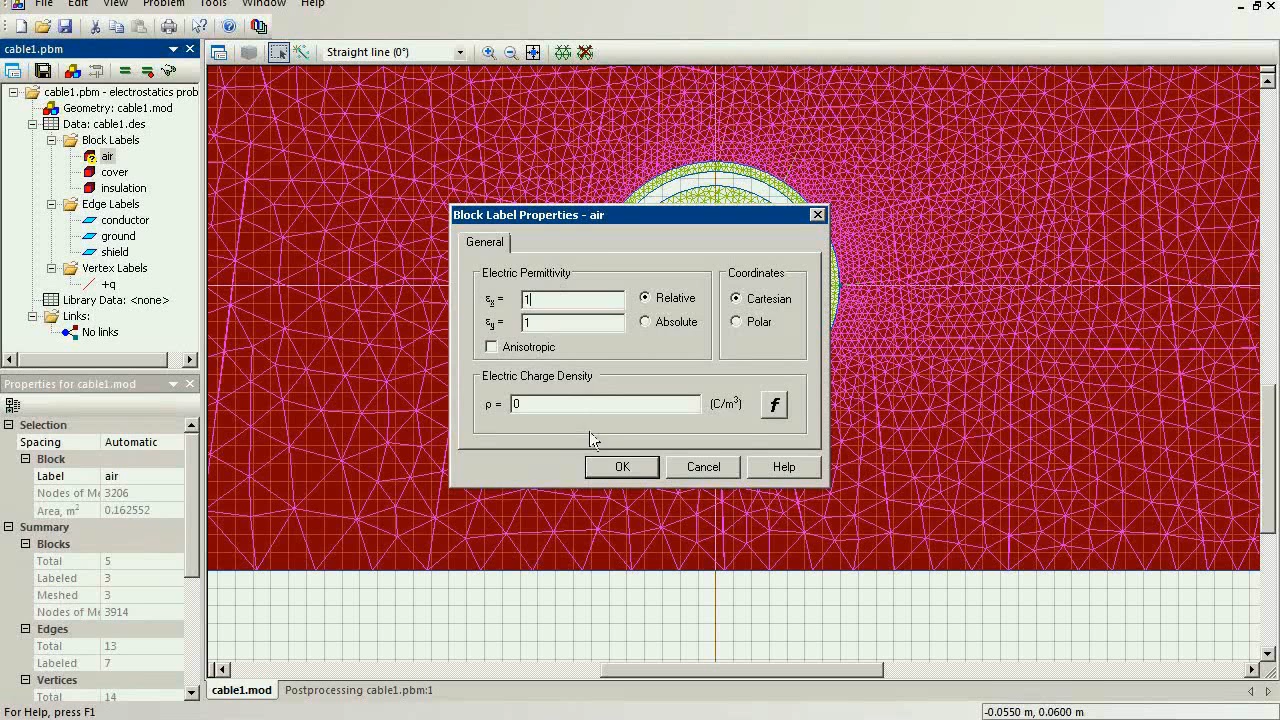 File Edit View Problem Tools Window Help
cable1.pbm
Straight line (0°)
cable1.pbm - electrostatics prob
Geometry: cable1.mod
Data: cable1.des
Block Labels
air
cover
insulation
Edge Labels
conductor
ground
shield
Vertex Labels
+q
Library Data: <none>
Links:
No links
Properties for cable1.mod
Selection
Spacing Automatic
Block
Label air
Nodes of Me 3206
Area, m² 0.162552
Summary
Blocks
Total 5
Labeled 3
Meshed 3
Nodes of Me 3914
Edges
Total 13
Labeled 7
Vertices
Total 14
Block Label Properties - air
General
Electric Permittivity
εx = 1
εy = 1
Relative
Absolute
Anisotropic
Coordinates
Cartesian
Polar
Electric Charge Density
ρ = 0 (C/m³) f
OK Cancel Help
cable1.mod Postprocessing cable1.pbm:1
For Help, press F1
-0.0550 m, 0.0600 m